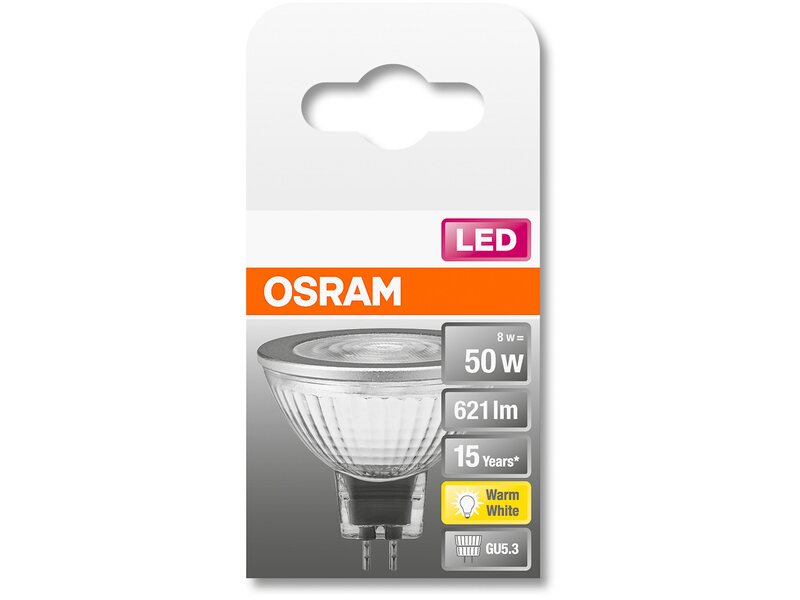 LED
OSRAM
8 w=
50 w
621 lm
15 Years*
Warm
White
GU5.3